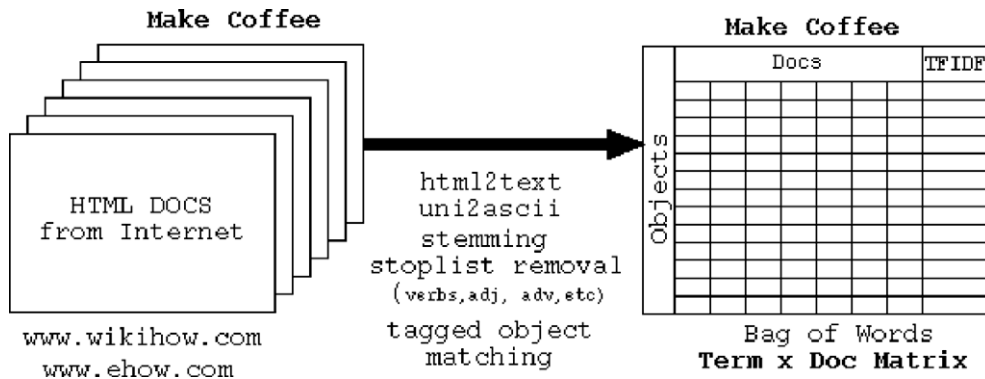 Make Coffee
HTML DOCS
from Internet
www.wikihow.com
www.ehow.com
html2text
uni2ascii
stemming
stoplist removal
(verbs,adj, adv,etc)
tagged object
matching
Make Coffee
Docs
TFIDF
Objects
Bag of Words
Term x Doc Matrix